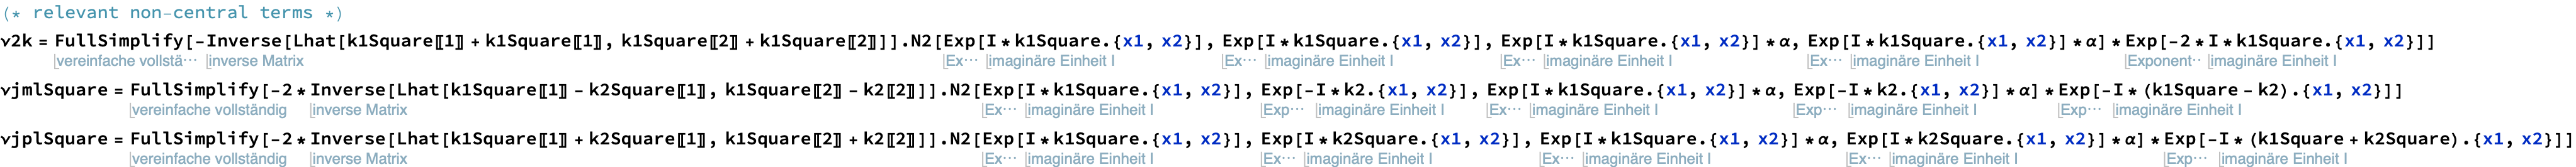 (* relevant non-central terms *)
ν2k = FullSimplify[-Inverse[Lhat[k1Square〚1〛 + k1Square〚1〛, k1Square〚2〛 + k1Square〚2〛]].N2[Exp[I * k1Square.{x1, x2}], Exp[I * k1Square.{x1, x2}], Exp[I * k1Square.{x1, x2}] * α, Exp[I * k1Square.{x1, x2}] * α] * Exp[-2 * I * k1Square.{x1, x2}]]
vereinfache vollstä⋯ inverse Matrix Ex⋯ imaginäre Einheit I Ex⋯ imaginäre Einheit I Ex⋯ imaginäre Einheit I Ex⋯ imaginäre Einheit I Exponent⋯ imaginäre Einheit I
νjmlSquare = FullSimplify[-2 * Inverse[Lhat[k1Square〚1〛 - k2Square〚1〛, k1Square〚2〛 - k2〚2〛]].N2[Exp[I * k1Square.{x1, x2}], Exp[-I * k2.{x1, x2}], Exp[I * k1Square.{x1, x2}] * α, Exp[-I * k2.{x1, x2}] * α] * Exp[-I * (k1Square - k2).{x1, x2}]]
vereinfache vollständig inverse Matrix Ex⋯ imaginäre Einheit I Exp⋯ imaginäre Einheit I Ex⋯ imaginäre Einheit I Exp⋯ imaginäre Einheit I Exp⋯ imaginäre Einheit I
νjplSquare = FullSimplify[-2 * Inverse[Lhat[k1Square〚1〛 + k2Square〚1〛, k1Square〚2〛 + k2〚2〛]].N2[Exp[I * k1Square.{x1, x2}], Exp[I * k2Square.{x1, x2}], Exp[I * k1Square.{x1, x2}] * α, Exp[I * k2Square.{x1, x2}] * α] * Exp[-I * (k1Square + k2Square).{x1, x2}]]
vereinfache vollständig inverse Matrix Ex⋯ imaginäre Einheit I Ex⋯ imaginäre Einheit I Ex⋯ imaginäre Einheit I Ex⋯ imaginäre Einheit I Exp⋯ imaginäre Einheit I